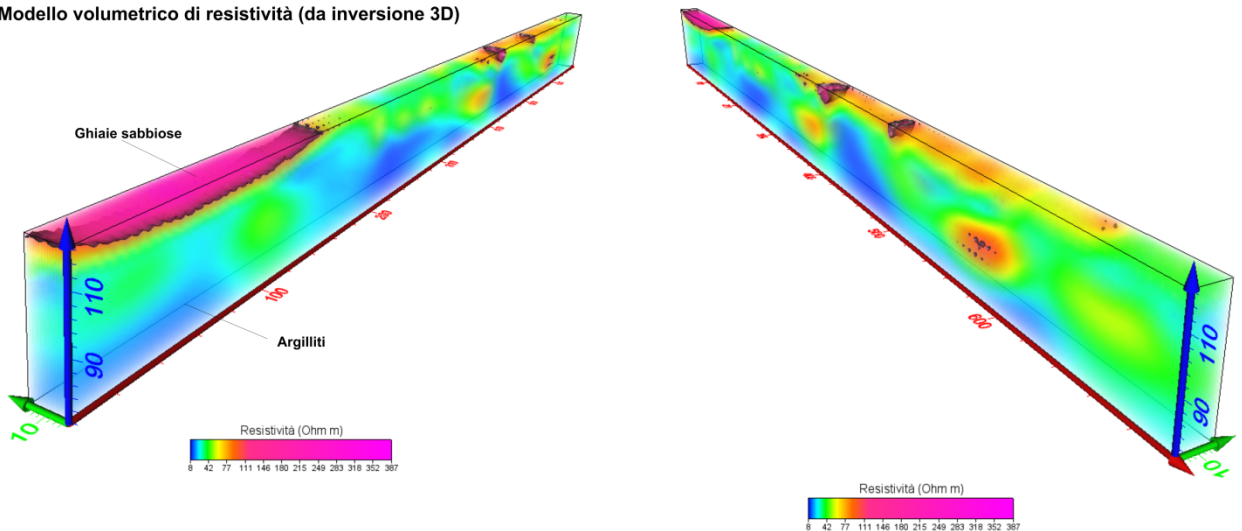 Modello volumetrico di resistività (da inversione 3D)
Ghiaie sabbiose
Argilliti
110
90
10
100
Resistività (Ohm m)
8 42 77 111 146 180 215 249 283 318 352 387
600
110
90
10
Resistività (Ohm m)
8 42 77 111 146 180 215 249 283 318 352 387